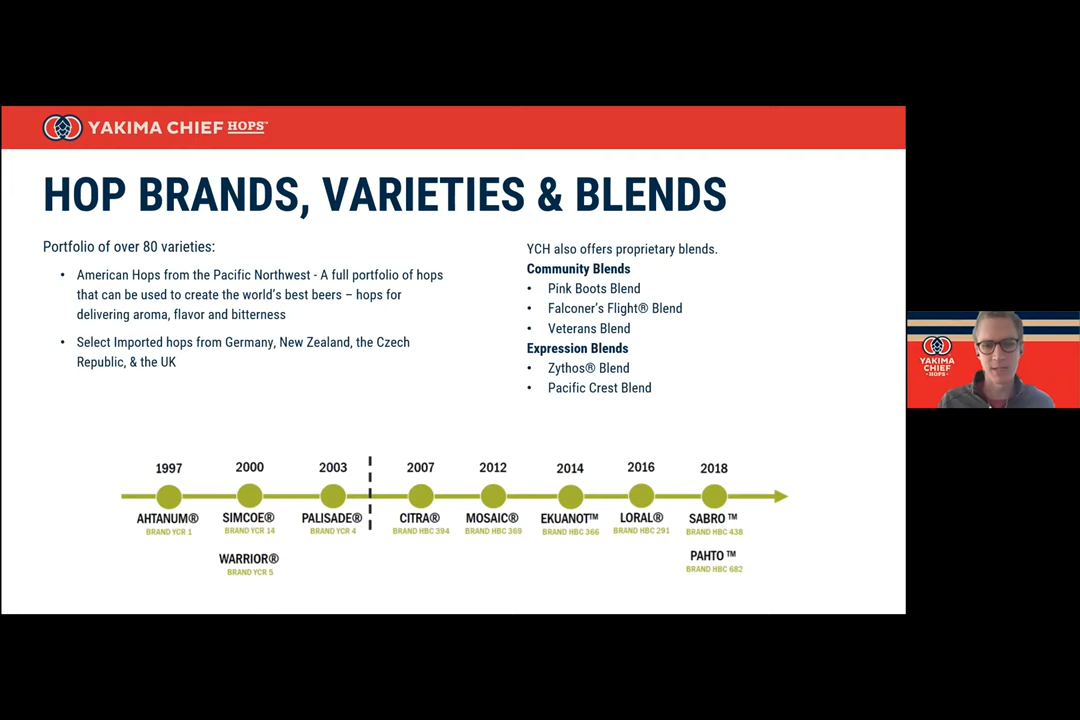 YAKIMA CHIEF HOPS™
HOP BRANDS, VARIETIES & BLENDS
Portfolio of over 80 varieties:
• American Hops from the Pacific Northwest - A full portfolio of hops
that can be used to create the world's best beers – hops for
delivering aroma, flavor and bitterness
• Select Imported hops from Germany, New Zealand, the Czech
Republic, & the UK
YCH also offers proprietary blends.
Community Blends
• Pink Boots Blend
• Falconer's Flight® Blend
• Veterans Blend
Expression Blends
• Zythos® Blend
• Pacific Crest Blend
1997 2000 2003 2007 2012 2014 2016 2018
AHTANUM® SIMCOE® PALISADE® CITRA® MOSAIC® EKUANOT™ LORAL® SABRO ™
BRAND YCR 1 BRAND YCR 14 BRAND YCR 4 BRAND HBC 394 BRAND HBC 369 BRAND HBC 366 BRAND HBC 291 BRAND HBC 438
WARRIOR® PAHTO ™
BRAND YCR 5 BRAND HBC 682
YAKIMA
CHIEF
•HOPS•